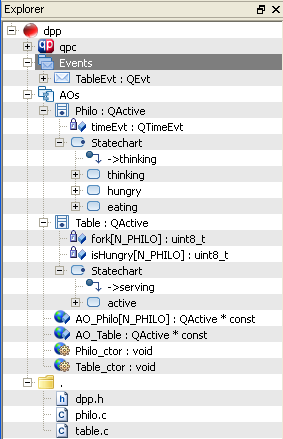 Explorer
dpp
qp qpc
Events
TableEvt : QEvt
AOs
Philo : QActive
timeEvt : QTimeEvt
Statechart
->thinking
thinking
hungry
eating
Table : QActive
fork[N_PHILO] : uint8_t
isHungry[N_PHILO] : uint8_t
Statechart
->serving
active
AO_Philo[N_PHILO] : QActive * const
AO_Table : QActive * const
Philo_ctor : void
Table_ctor : void
.
h dpp.h
c philo.c
c table.c